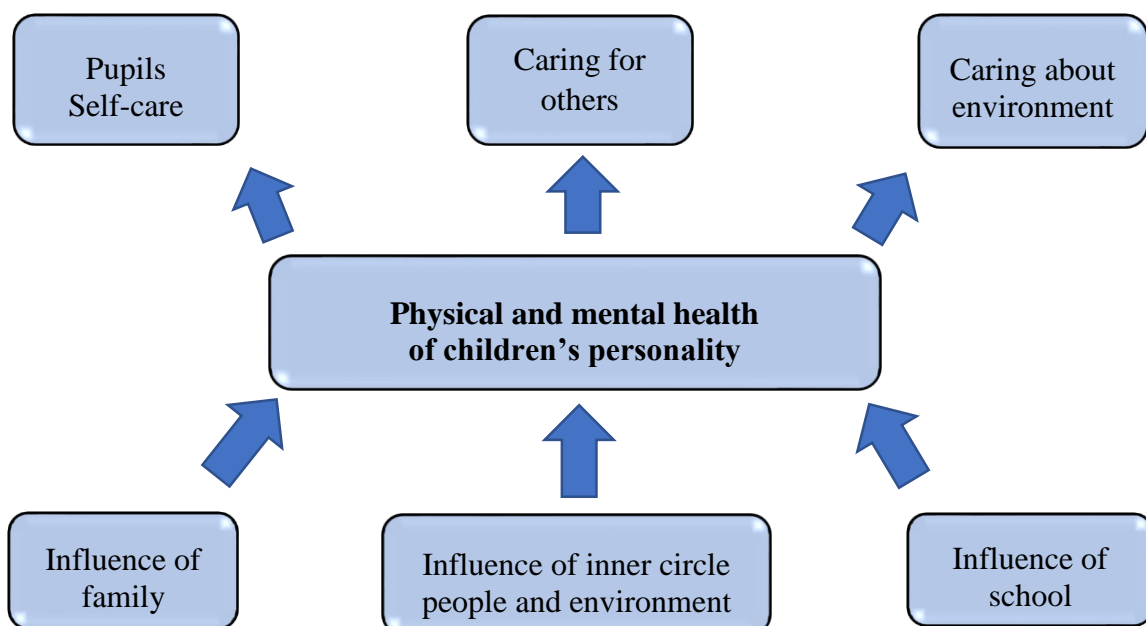 Pupils
Self-care
Caring for
others
Caring about
environment
Physical and mental health
of children’s personality
Influence of
family
Influence of inner circle
people and environment
Influence of
school